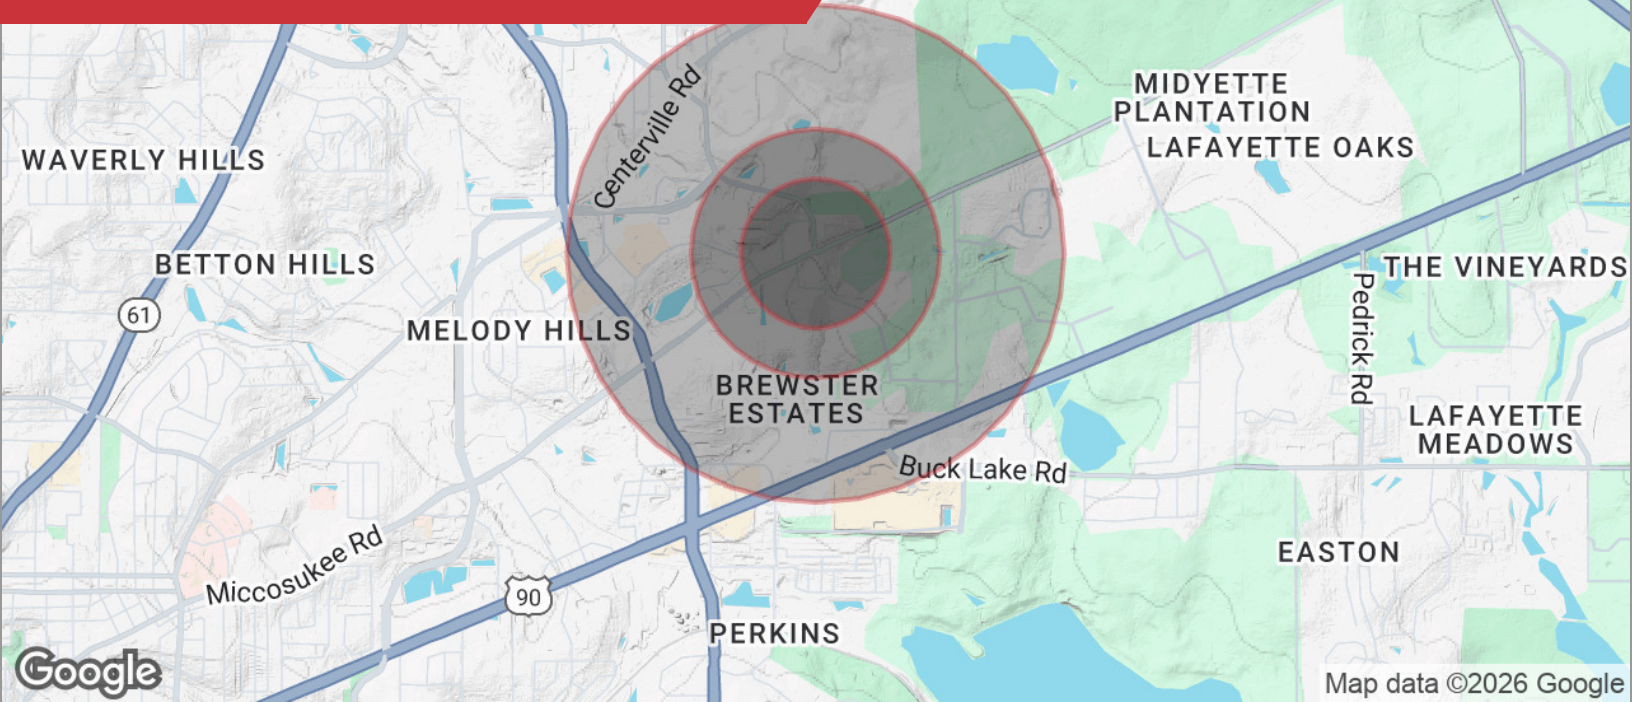 Centerville Rd
MIDYETTE
PLANTATION
LAFAYETTE OAKS
WAVERLY HILLS
BETTON HILLS
THE VINEYARDS
61
MELODY HILLS
Pedrick Rd
BREWSTER
ESTATES
LAFAYETTE
MEADOWS
Buck Lake Rd
Miccosukee Rd
EASTON
90
PERKINS
Google
Map data ©2026 Google